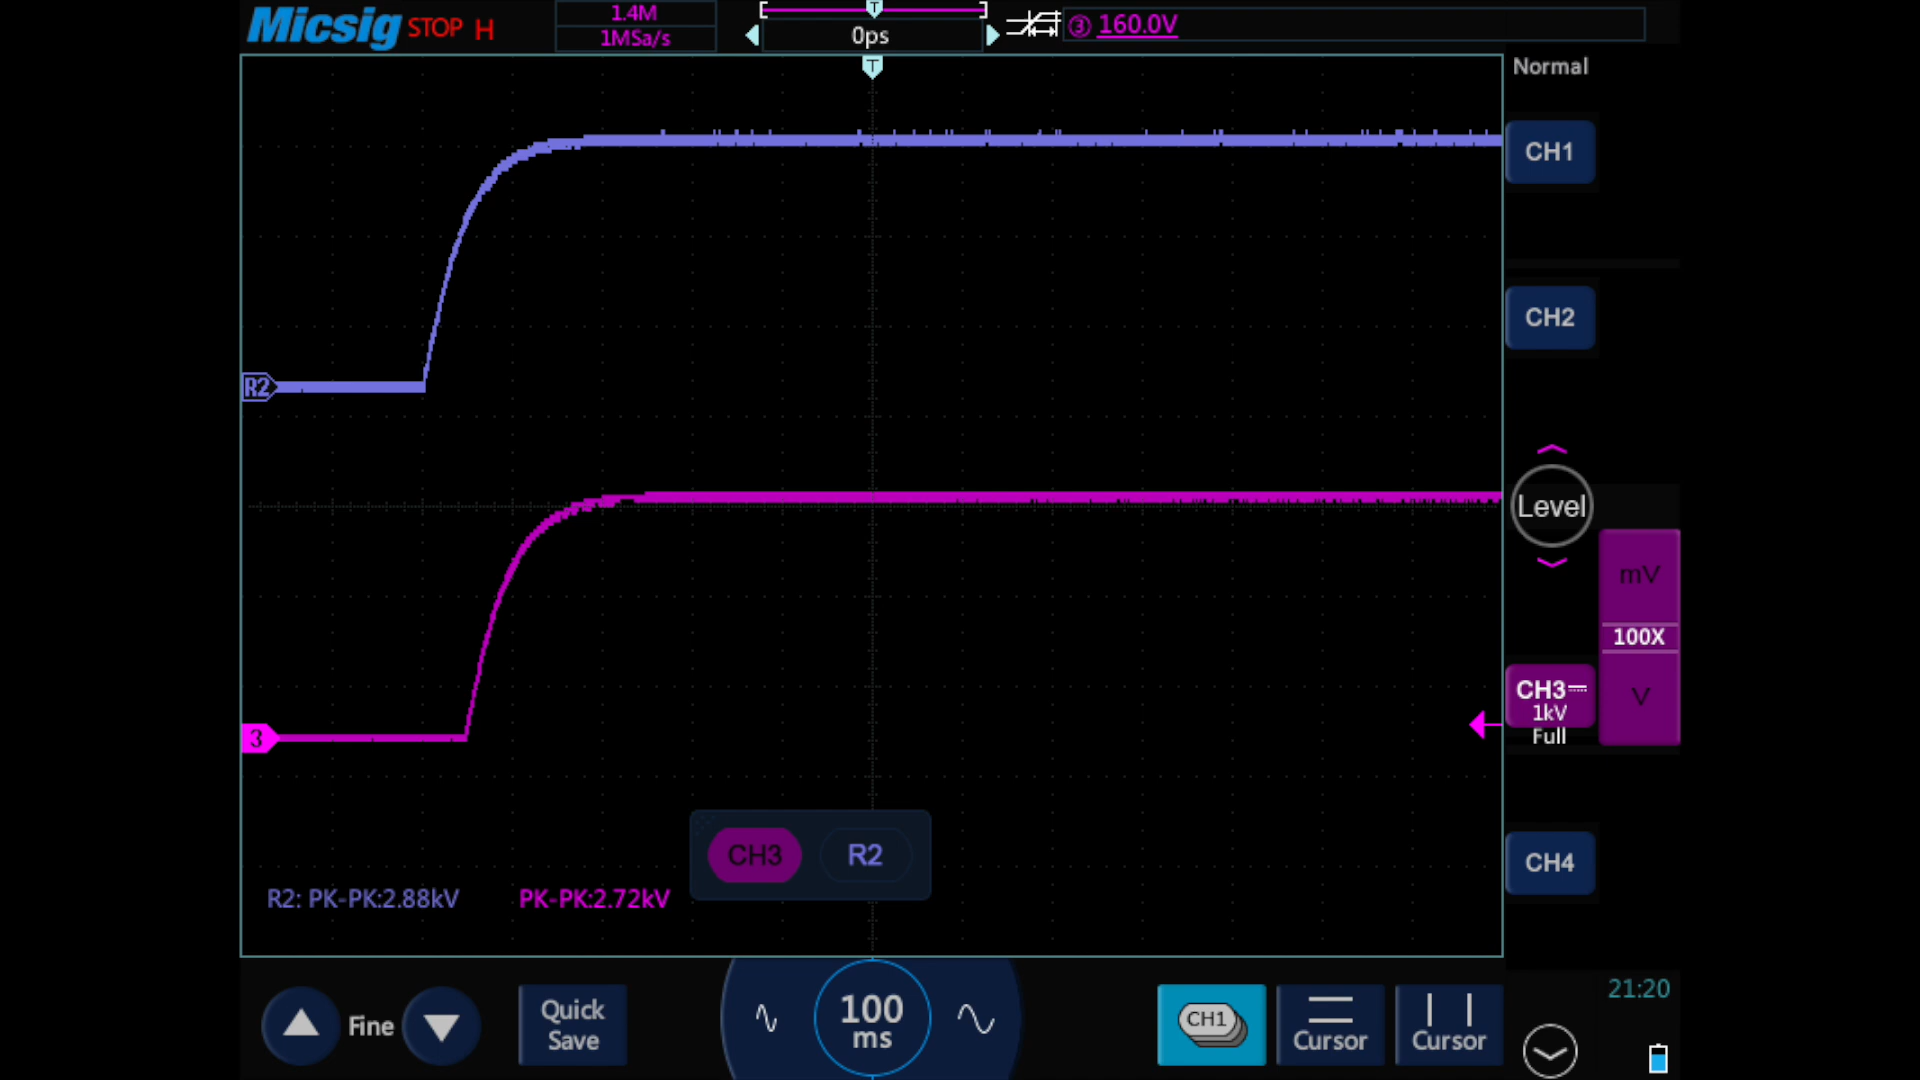 Micsig STOP H
1.4M
1MSa/s
T
0ps
3 160.0V
T
Normal
CH1
CH2
R2
Level
mV
100X
V
CH3
1kV
Full
3
CH3 R2
CH4
R2: PK-PK:2.88kV PK-PK:2.72kV
Fine
Quick
Save
100
ms
CH1
Cursor
Cursor
21:20